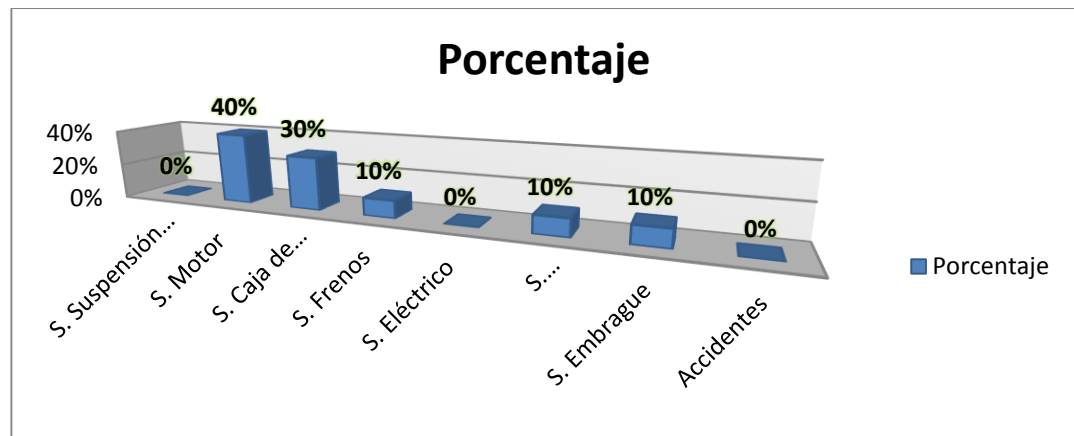 Porcentaje
40%
20%
0%
0%
40%
30%
10%
0%
10%
10%
0%
S. Suspensión...
S. Motor
S. Caja de...
S. Frenos
S. Eléctrico
S. ...
S. Embrague
Accidentes
Porcentaje